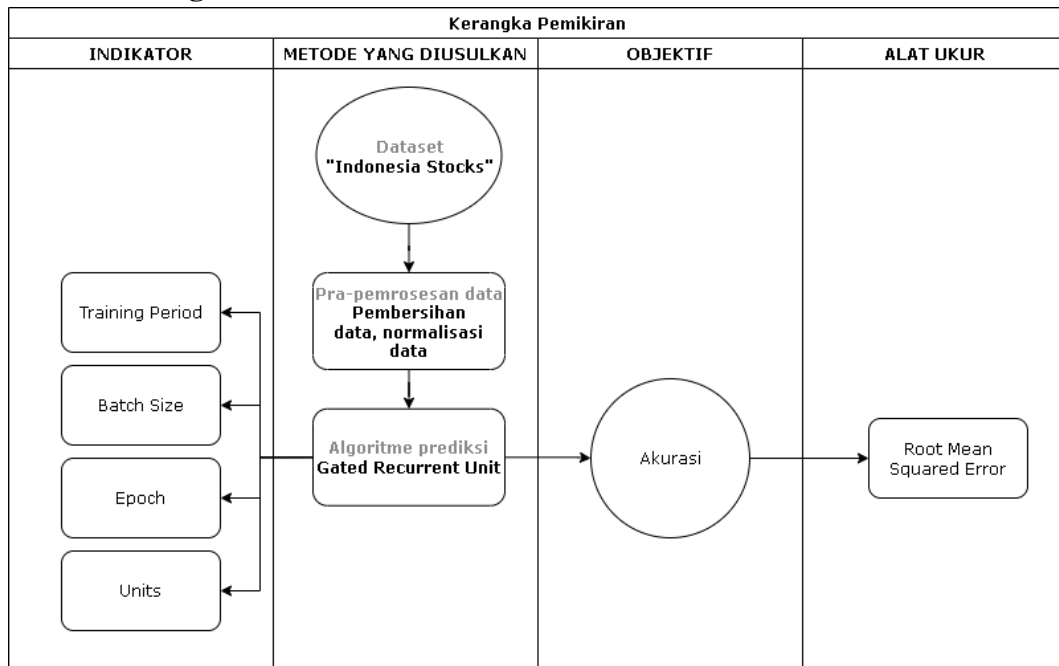 Kerangka Pemikiran
INDIKATOR
METODE YANG DIUSULKAN
OBJEKTIF
ALAT UKUR
Dataset
"Indonesia Stocks"
Pra-pemrosesan data
Pembersihan
data, normalisasi
data
Training Period
Batch Size
Epoch
Units
Algoritme prediksi
Gated Recurrent Unit
Akurasi
Root Mean
Squared Error